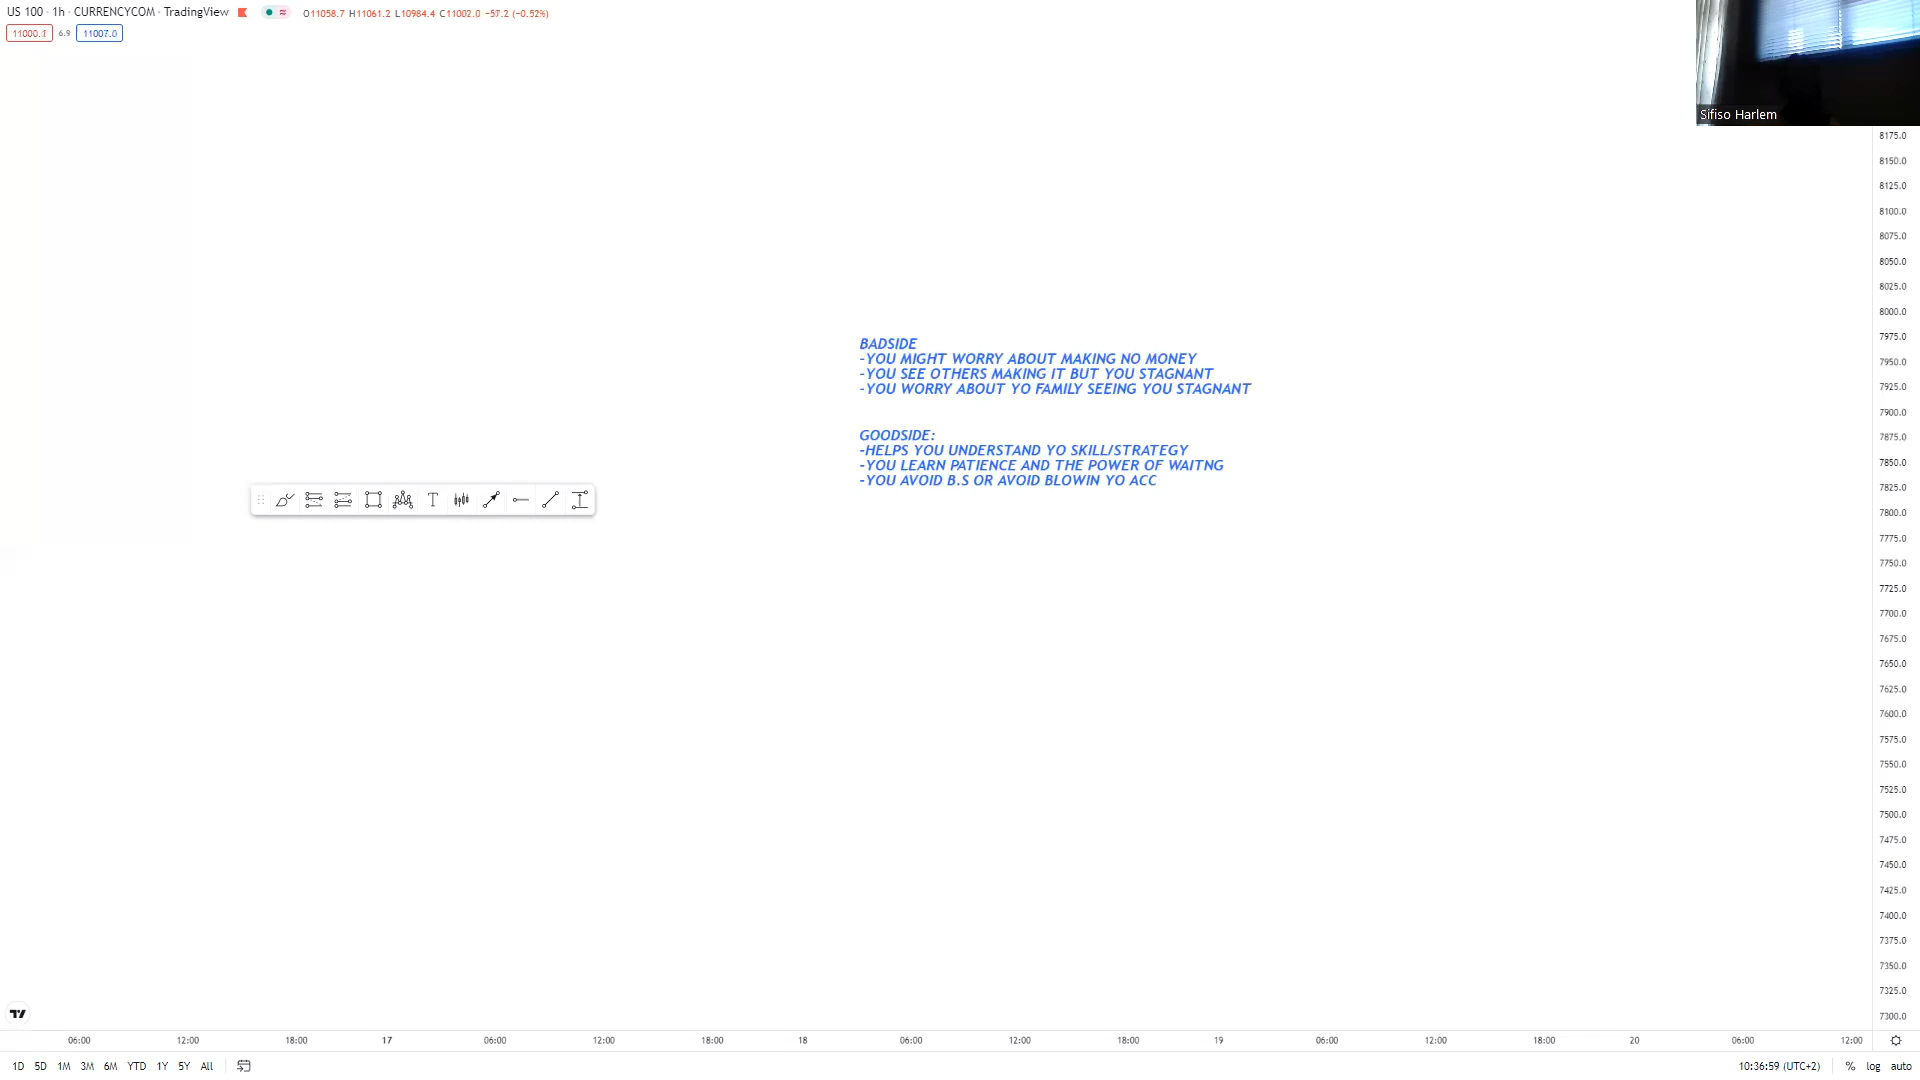 US 100 · 1h · CURRENCYCOM · TradingView
O11058.7 H11061.2 L10984.4 C11002.0 −57.2 (−0.52%)
11000.1 6.9 11007.0
Sifiso Harlem
8175.0
8150.0
8125.0
8100.0
8075.0
8050.0
8025.0
8000.0
7975.0
7950.0
7925.0
7900.0
7875.0
7850.0
7825.0
7800.0
7775.0
7750.0
7725.0
7700.0
7675.0
7650.0
7625.0
7600.0
7575.0
7550.0
7525.0
7500.0
7475.0
7450.0
7425.0
7400.0
7375.0
7350.0
7325.0
7300.0
BADSIDE
-YOU MIGHT WORRY ABOUT MAKING NO MONEY
-YOU SEE OTHERS MAKING IT BUT YOU STAGNANT
-YOU WORRY ABOUT YO FAMILY SEEING YOU STAGNANT
GOODSIDE:
-HELPS YOU UNDERSTAND YO SKILL/STRATEGY
-YOU LEARN PATIENCE AND THE POWER OF WAITNG
-YOU AVOID B.S OR AVOID BLOWIN YO ACC
06:00 12:00 18:00 17 06:00 12:00 18:00 18 06:00 12:00 18:00 19 06:00 12:00 18:00 20 06:00 12:00
1D 5D 1M 3M 6M YTD 1Y 5Y All
10:36:59 (UTC+2) % log auto